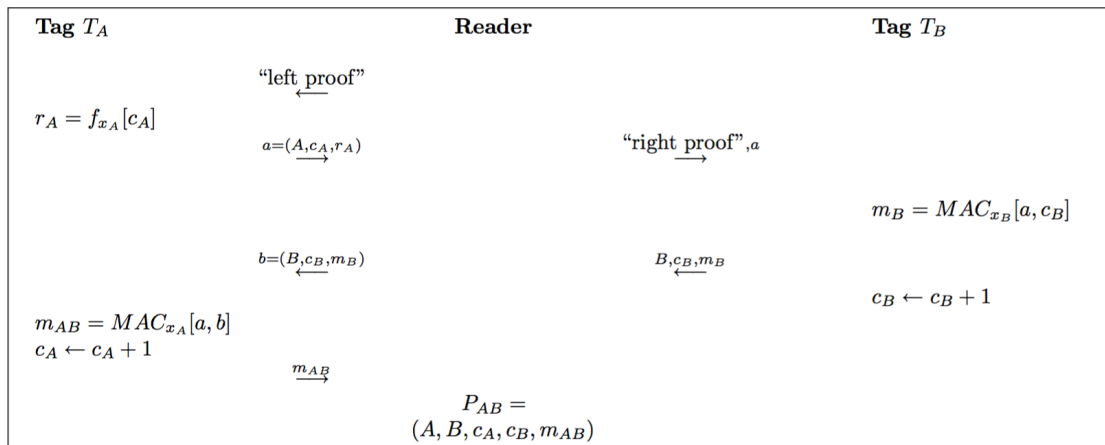 Tag T_A Reader Tag T_B
“left proof”
←
r_A = f_{x_A}[c_A]
a=(A,c_A,r_A) “right proof”,a
→ →
m_B = MAC_{x_B}[a, c_B]
b=(B,c_B,m_B) B,c_B,m_B
← ←
c_B ← c_B + 1
m_{AB} = MAC_{x_A}[a, b]
c_A ← c_A + 1
m_{AB}
→
P_{AB} =
(A, B, c_A, c_B, m_{AB})